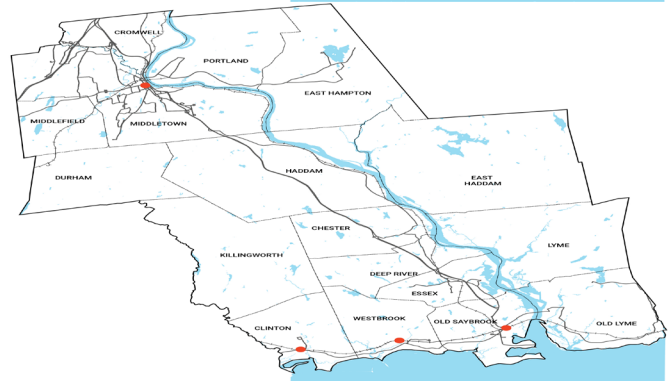 CROMWELL
PORTLAND
EAST HAMPTON
MIDDLEFIELD
MIDDLETOWN
DURHAM
HADDAM
EAST
HADDAM
CHESTER
LYME
KILLINGWORTH
DEEP RIVER
ESSEX
WESTBROOK
OLD SAYBROOK
OLD LYME
CLINTON